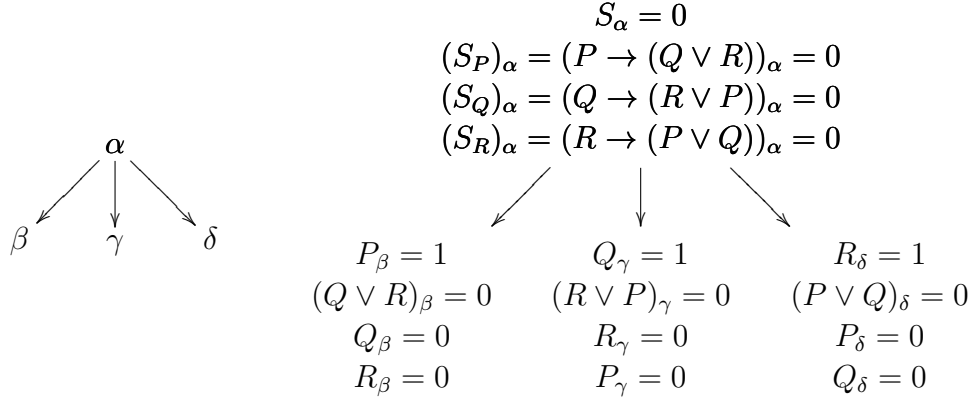 S_α = 0
(S_P)_α = (P → (Q ∨ R))_α = 0
(S_Q)_α = (Q → (R ∨ P))_α = 0
(S_R)_α = (R → (P ∨ Q))_α = 0
α
β γ δ
P_β = 1 Q_γ = 1 R_δ = 1
(Q ∨ R)_β = 0 (R ∨ P)_γ = 0 (P ∨ Q)_δ = 0
Q_β = 0 R_γ = 0 P_δ = 0
R_β = 0 P_γ = 0 Q_δ = 0